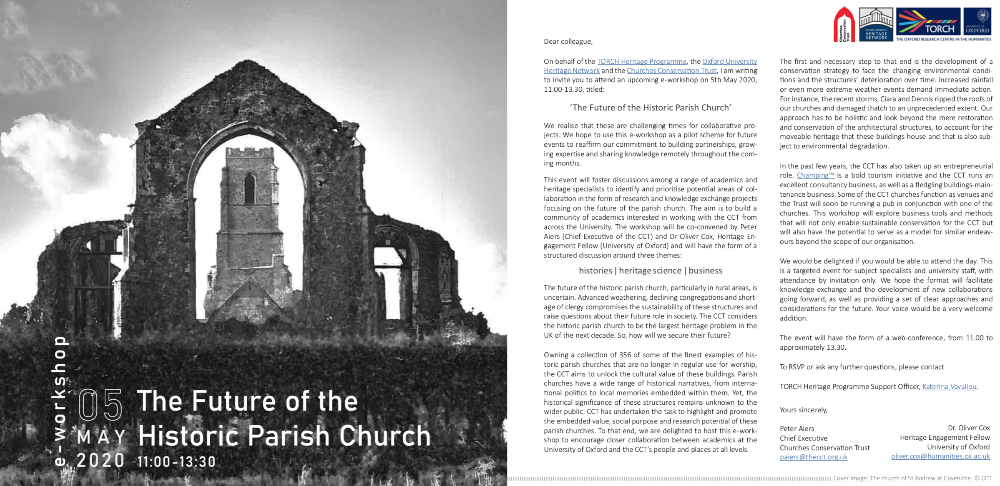 e-workshop
05
MAY
2020
The Future of the
Historic Parish Church
11:00-13:30
Churches
Conservation
Trust
OXFORD UNIVERSITY
HERITAGE
NETWORK
TORCH
THE OXFORD RESEARCH CENTRE IN THE HUMANITIES
UNIVERSITY OF
OXFORD
Dear colleague,
On behalf of the TORCH Heritage Programme, the Oxford University
Heritage Network and the Churches Conservation Trust, I am writing
to invite you to attend an upcoming e-workshop on 5th May 2020,
11.00-13.30, titled:
‘The Future of the Historic Parish Church’
We realise that these are challenging times for collaborative pro-
jects. We hope to use this e-workshop as a pilot scheme for future
events to reaffirm our commitment to building partnerships, grow-
ing expertise and sharing knowledge remotely throughout the com-
ing months.
This event will foster discussions among a range of academics and
heritage specialists to identify and prioritise potential areas of col-
laboration in the form of research and knowledge exchange projects
focusing on the future of the parish church. The aim is to build a
community of academics interested in working with the CCT from
across the University. The workshop will be co-convened by Peter
Aiers (Chief Executive of the CCT) and Dr Oliver Cox, Heritage En-
gagement Fellow (University of Oxford) and will have the form of a
structured discussion around three themes:
histories | heritage science | business
The future of the historic parish church, particularly in rural areas, is
uncertain. Advanced weathering, declining congregations and short-
age of clergy compromises the sustainability of these structures and
raise questions about their future role in society. The CCT considers
the historic parish church to be the largest heritage problem in the
UK of the next decade. So, how will we secure their future?
Owning a collection of 356 of some of the finest examples of his-
toric parish churches that are no longer in regular use for worship,
the CCT aims to unlock the cultural value of these buildings. Parish
churches have a wide range of historical narratives, from interna-
tional politics to local memories embedded within them. Yet, the
historical significance of these structures remains unknown to the
wider public. CCT has undertaken the task to highlight and promote
the embedded value, social purpose and research potential of these
parish churches. To that end, we are delighted to host this e-work-
shop to encourage closer collaboration between academics at the
University of Oxford and the CCT’s people and places at all levels.
The first and necessary step to that end is the development of a
conservation strategy to face the changing environmental condi-
tions and the structures’ deterioration over time. Increased rainfall
or even more extreme weather events demand immediate action.
For instance, the recent storms, Ciara and Dennis ripped the roofs of
our churches and damaged thatch to an unprecedented extent. Our
approach has to be holistic and look beyond the mere restoration
and conservation of the architectural structures, to account for the
moveable heritage that these buildings house and that is also sub-
ject to environmental degradation.
In the past few years, the CCT has also taken up an entrepreneurial
role. Champing™ is a bold tourism initiative and the CCT runs an
excellent consultancy business, as well as a fledgling buildings-main-
tenance business. Some of the CCT churches function as venues and
the Trust will soon be running a pub in conjunction with one of the
churches. This workshop will explore business tools and methods
that will not only enable sustainable conservation for the CCT but
will also have the potential to serve as a model for similar endeav-
ours beyond the scope of our organisation.
We would be delighted if you would be able to attend the day. This
is a targeted event for subject specialists and university staff, with
attendance by invitation only. We hope the format will facilitate
knowledge exchange and the development of new collaborations
going forward, as well as providing a set of clear approaches and
considerations for the future. Your voice would be a very welcome
addition.
The event will have the form of a web-conference, from 11.00 to
approximately 13.30.
To RSVP or ask any further questions, please contact
TORCH Heritage Programme Support Officer, Katerina Vavaliou.
Yours sincerely,
Peter Aiers
Chief Executive
Churches Conservation Trust
paiers@thecct.org.uk
Dr. Oliver Cox
Heritage Engagement Fellow
University of Oxford
oliver.cox@humanities.ox.ac.uk
Cover Image: The church of St Andrew at Covehithe. © CCT